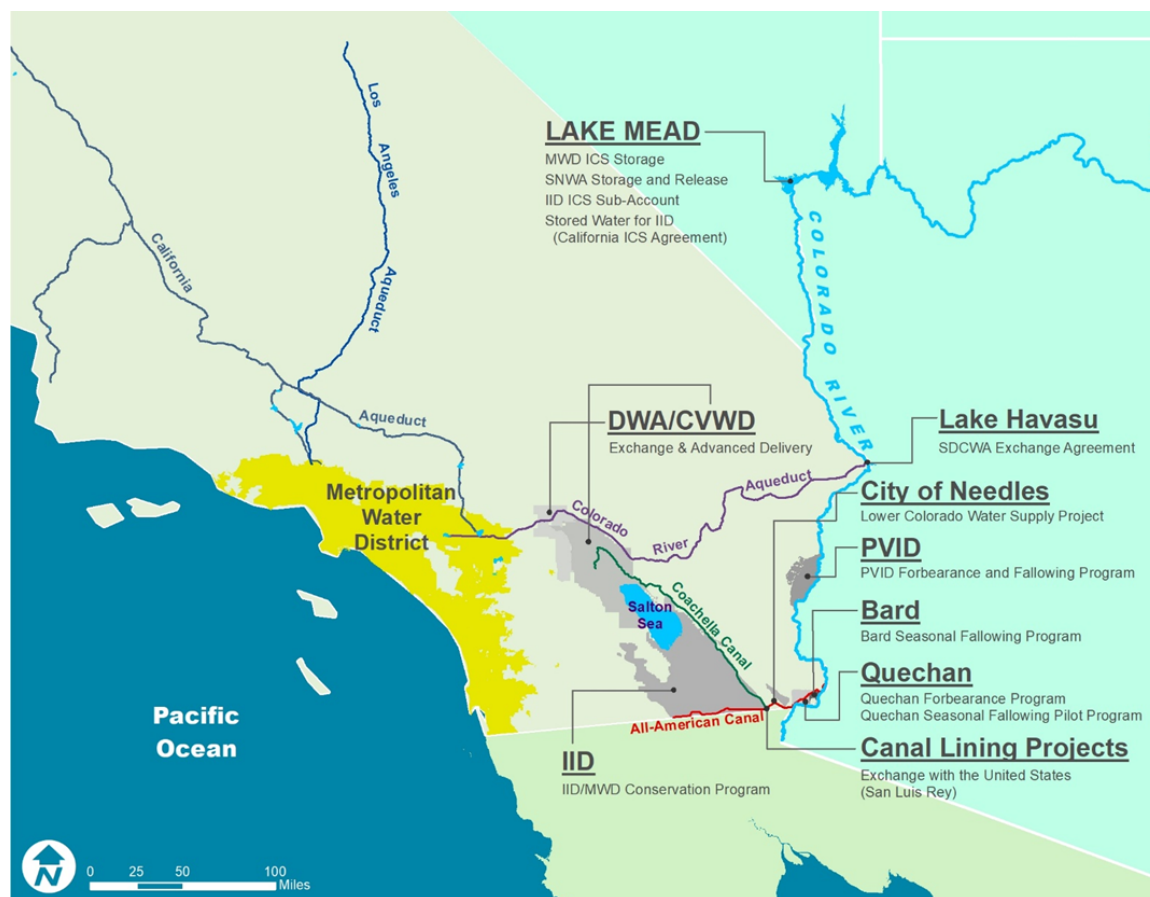 Los Angeles Aqueduct
LAKE MEAD
MWD ICS Storage
SNWA Storage and Release
IID ICS Sub-Account
Stored Water for IID
(California ICS Agreement)
California Aqueduct
COLORADO RIVER
DWA/CVWD
Exchange & Advanced Delivery
Lake Havasu
SDCWA Exchange Agreement
Metropolitan
Water
District
Colorado River Aqueduct
City of Needles
Lower Colorado Water Supply Project
PVID
PVID Forbearance and Fallowing Program
Salton
Sea
Coachella Canal
Bard
Bard Seasonal Fallowing Program
Quechan
Quechan Forbearance Program
Quechan Seasonal Fallowing Pilot Program
Pacific
Ocean
All-American Canal
IID
IID/MWD Conservation Program
Canal Lining Projects
Exchange with the United States
(San Luis Rey)
N
0 25 50 100
Miles